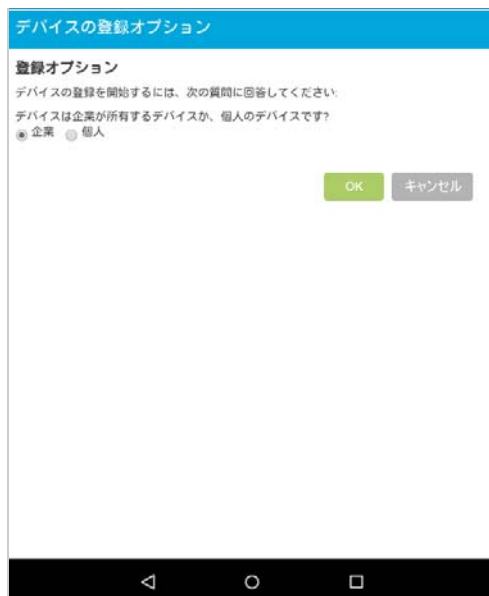 デバイスの登録オプション
登録オプション
デバイスの登録を開始するには、次の質問に回答してください:
デバイスは企業が所有するデバイスか、個人のデバイスです?
企業 個人
OK キャンセル